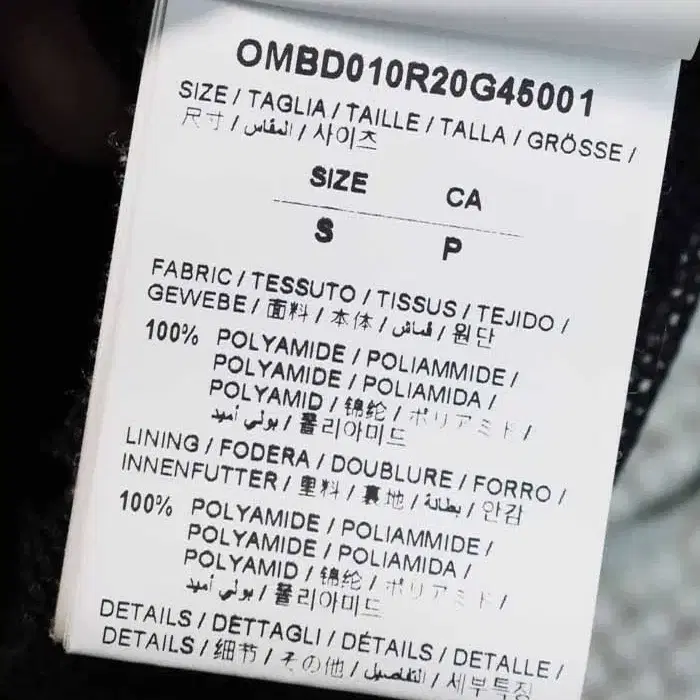 OMBD010R20G45001
SIZE / TAGLIA / TAILLE / TALLA / GRÖSSE /
尺寸 / المقاس / 사이즈
SIZE CA
S P
FABRIC / TESSUTO / TISSUS / TEJIDO /
GEWEBE / 面料 / 本体 / قماش / 원단
100% POLYAMIDE / POLIAMMIDE /
POLYAMIDE / POLIAMIDA /
POLYAMID / 锦纶 / ポリアミド /
بولي أميد / 폴리아미드
LINING / FODERA / DOUBLURE / FORRO /
INNENFUTTER / 里料 / 裏地 / بطانة / 안감
100% POLYAMIDE / POLIAMMIDE /
POLYAMIDE / POLIAMIDA /
POLYAMID / 锦纶 / ポリアミド /
بولي أميد / 폴리아미드
DETAILS / DETTAGLI / DÉTAILS / DETALLE /
DETAILS / 细节 / その他 / التفاصيل / 세부특징